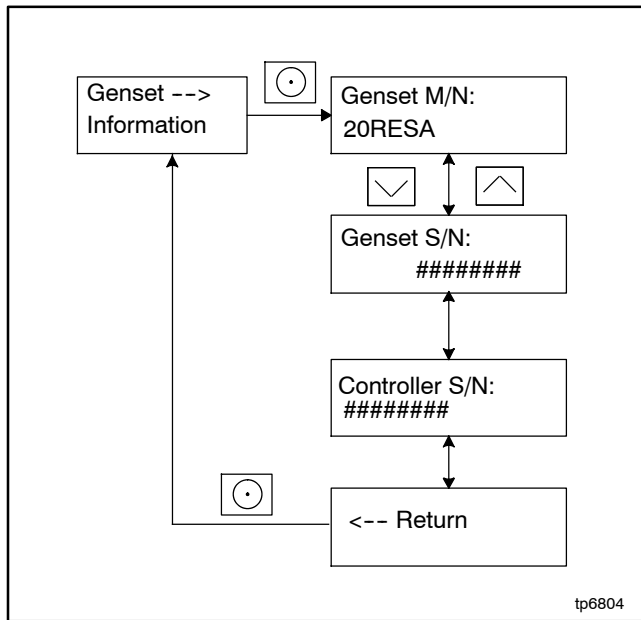 Genset -->
Information
Genset M/N:
20RESA
Genset S/N:
########
Controller S/N:
########
<-- Return
tp6804